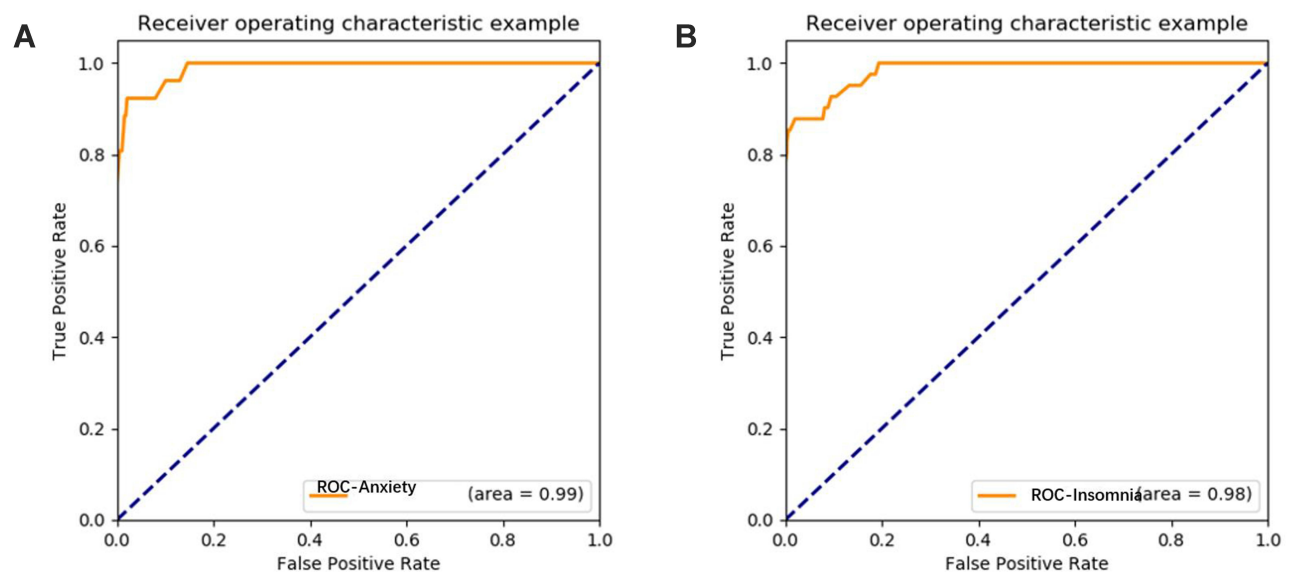 A
Receiver operating characteristic example
True Positive Rate
1.0
0.8
0.6
0.4
0.2
0.0
ROC-Anxiety (area = 0.99)
0.0 0.2 0.4 0.6 0.8 1.0
False Positive Rate
B
Receiver operating characteristic example
True Positive Rate
1.0
0.8
0.6
0.4
0.2
0.0
ROC-Insomnia (area = 0.98)
0.0 0.2 0.4 0.6 0.8 1.0
False Positive Rate